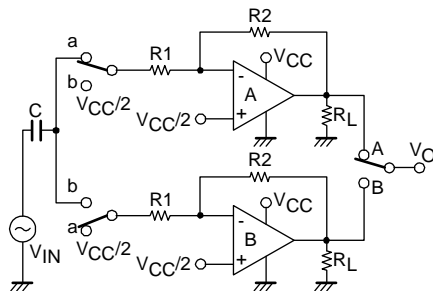 a
R1
R2
b
VCC/2
C
VCC/2
-
+
A
VCC
RL
b
a
VCC/2
VIN
R1
R2
VCC/2
-
+
B
VCC
RL
A
B
VO